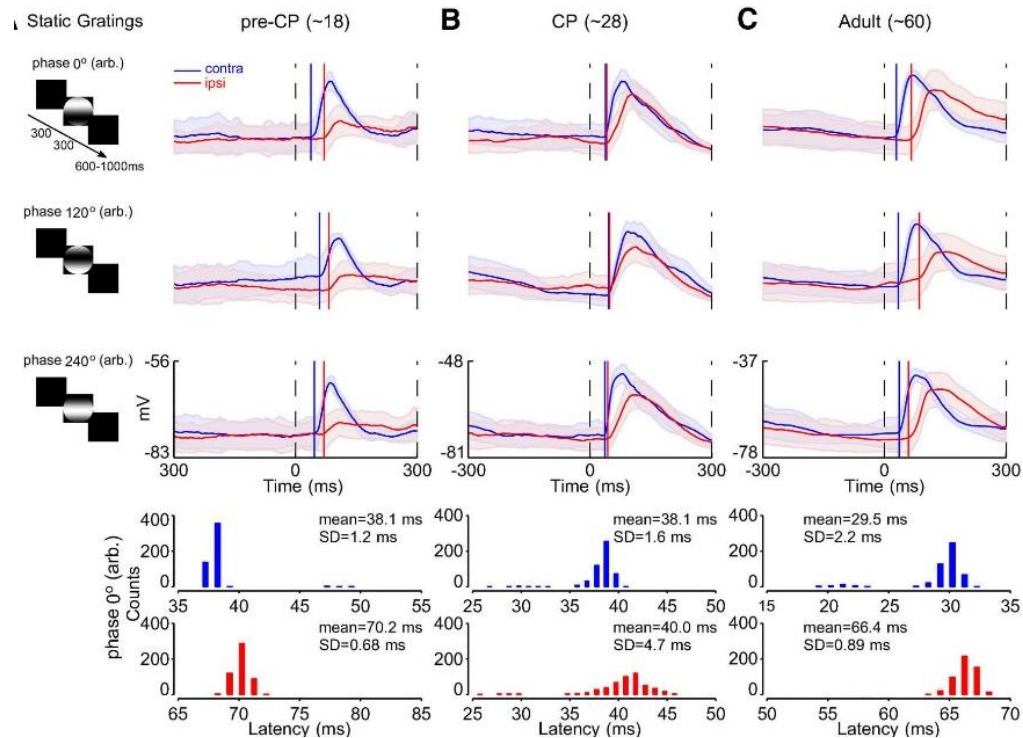 Static Gratings
pre-CP (~18)
B
CP (~28)
C
Adult (~60)
phase 0° (arb.)
300
300
600-1000ms
contra
ipsi
phase 120° (arb.)
phase 240° (arb.)
-56
mV
-83
300
0
300
Time (ms)
-48
-81
-300
0
300
Time (ms)
-37
-78
-300
0
300
Time (ms)
phase 0° (arb.)
Counts
400
200
0
mean=38.1 ms
SD=1.2 ms
35 40 45 50 55
400
200
0
mean=38.1 ms
SD=1.6 ms
25 30 35 40 45 50
400
200
0
mean=29.5 ms
SD=2.2 ms
15 20 25 30 35
400
200
0
mean=70.2 ms
SD=0.68 ms
65 70 75 80 85
Latency (ms)
400
200
0
mean=40.0 ms
SD=4.7 ms
25 30 35 40 45 50
Latency (ms)
400
200
0
mean=66.4 ms
SD=0.89 ms
50 55 60 65 70
Latency (ms)